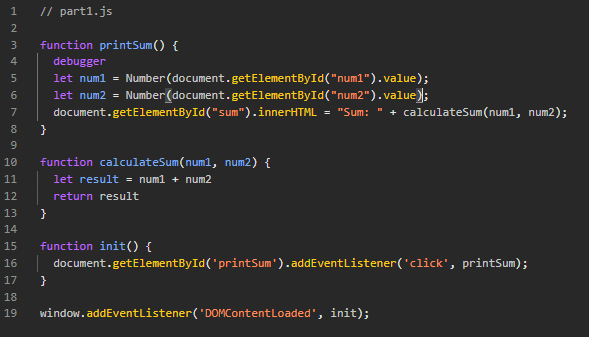 1 // part1.js
2
3 function printSum() {
4 debugger
5 let num1 = Number(document.getElementById("num1").value);
6 let num2 = Number(document.getElementById("num2").value);
7 document.getElementById("sum").innerHTML = "Sum: " + calculateSum(num1, num2);
8 }
9
10 function calculateSum(num1, num2) {
11 let result = num1 + num2
12 return result
13 }
14
15 function init() {
16 document.getElementById('printSum').addEventListener('click', printSum);
17 }
18
19 window.addEventListener('DOMContentLoaded', init);